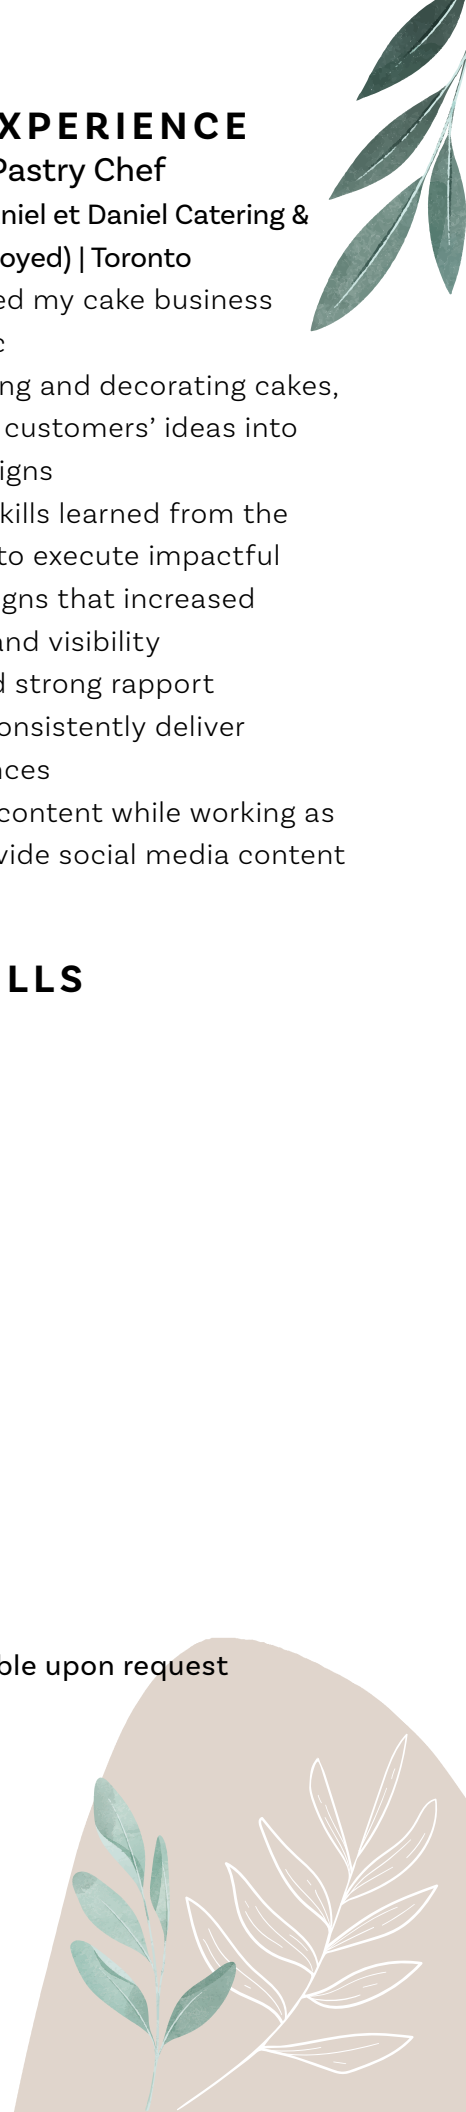 XPERIENCE
Pastry Chef
niel et Daniel Catering &
oyed) | Toronto
ed my cake business
c
ng and decorating cakes,
customers’ ideas into
igns
kills learned from the
to execute impactful
gns that increased
and visibility
d strong rapport
onsistently deliver
nces
content while working as
vide social media content
LLS
ble upon request